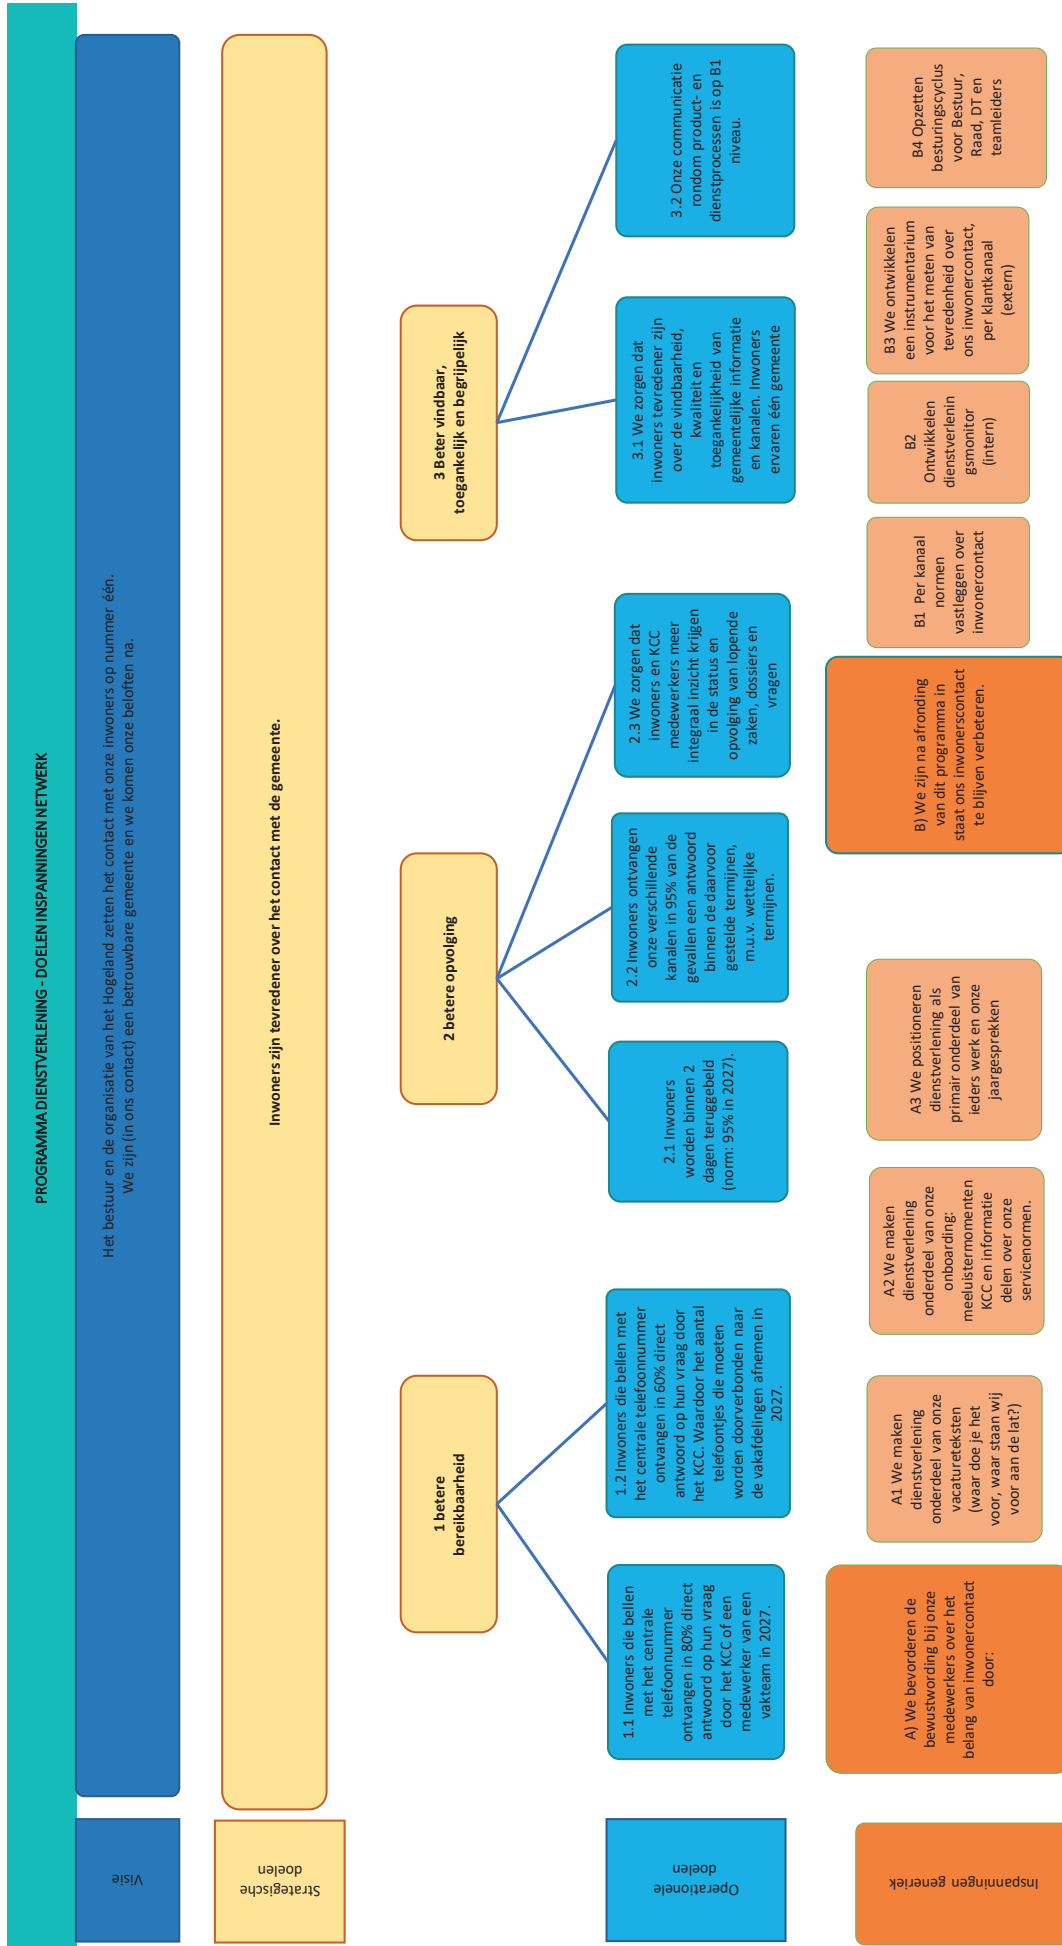 PROGRAMMA DIENSTVERLENING - DOELEN INSPANNINGEN NETWERK
Visie
Het bestuur en de organisatie van het Hogeland zetten het contact met onze inwoners op nummer één.
We zijn (in ons contact) een betrouwbare gemeente en we komen onze beloften na.
Strategische
doelen
Inwoners zijn tevredener over het contact met de gemeente.
1 betere
bereikbaarheid
2 betere opvolging
3 Beter vindbaar,
toegankelijk en begrijpelijk
Operationele
doelen
1.1 Inwoners die bellen
met het centrale
telefoonnummer
ontvangen in 80% direct
antwoord op hun vraag
door het KCC of een
medewerker van een
vakteam in 2027.
1.2 Inwoners die bellen met
het centrale telefoonnummer
ontvangen in 60% direct
antwoord op hun vraag door
het KCC. Waardoor het aantal
telefoontjes die moeten
worden doorverbonden naar
de vakafdelingen afnemen in
2027.
2.1 Inwoners
worden binnen 2
dagen teruggebeld
(norm: 95% in 2027).
2.2 Inwoners ontvangen
onze verschillende
kanalen in 95% van de
gevallen een antwoord
binnen de daarvoor
gestelde termijnen,
m.u.v. wettelijke
termijnen.
2.3 We zorgen dat
inwoners en KCC
medewerkers meer
integraal inzicht krijgen
in de status en
opvolging van lopende
zaken, dossiers en
vragen
3.1 We zorgen dat
inwoners tevredener zijn
over de vindbaarheid,
kwaliteit en
toegankelijkheid van
gemeentelijke informatie
en kanalen. Inwoners
ervaren één gemeente
3.2 Onze communicatie
rondom product- en
dienstprocessen is op B1
niveau.
Inspanningen generiek
A) We bevorderen de
bewustwording bij onze
medewerkers over het
belang van inwonercontact
door:
A1 We maken
dienstverlening
onderdeel van onze
vacatureteksten
(waar doe je het
voor, waar staan wij
voor aan de lat?)
A2 We maken
dienstverlening
onderdeel van onze
onboarding:
meeluistermomenten
KCC en informatie
delen over onze
servicenormen.
A3 We positioneren
dienstverlening als
primair onderdeel van
ieders werk en onze
jaargesprekken
B) We zijn na afronding
van dit programma in
staat ons inwonerscontact
te blijven verbeteren.
B1 Per kanaal
normen
vastleggen over
inwonercontact
B2
Ontwikkelen
dienstverlenin
gsmonitor
(intern)
B3 We ontwikkelen
een instrumentarium
voor het meten van
tevredenheid over
ons inwonercontact,
per klantkanaal
(extern)
B4 Opzetten
besturingscyclus
voor Bestuur,
Raad, DT en
teamleiders